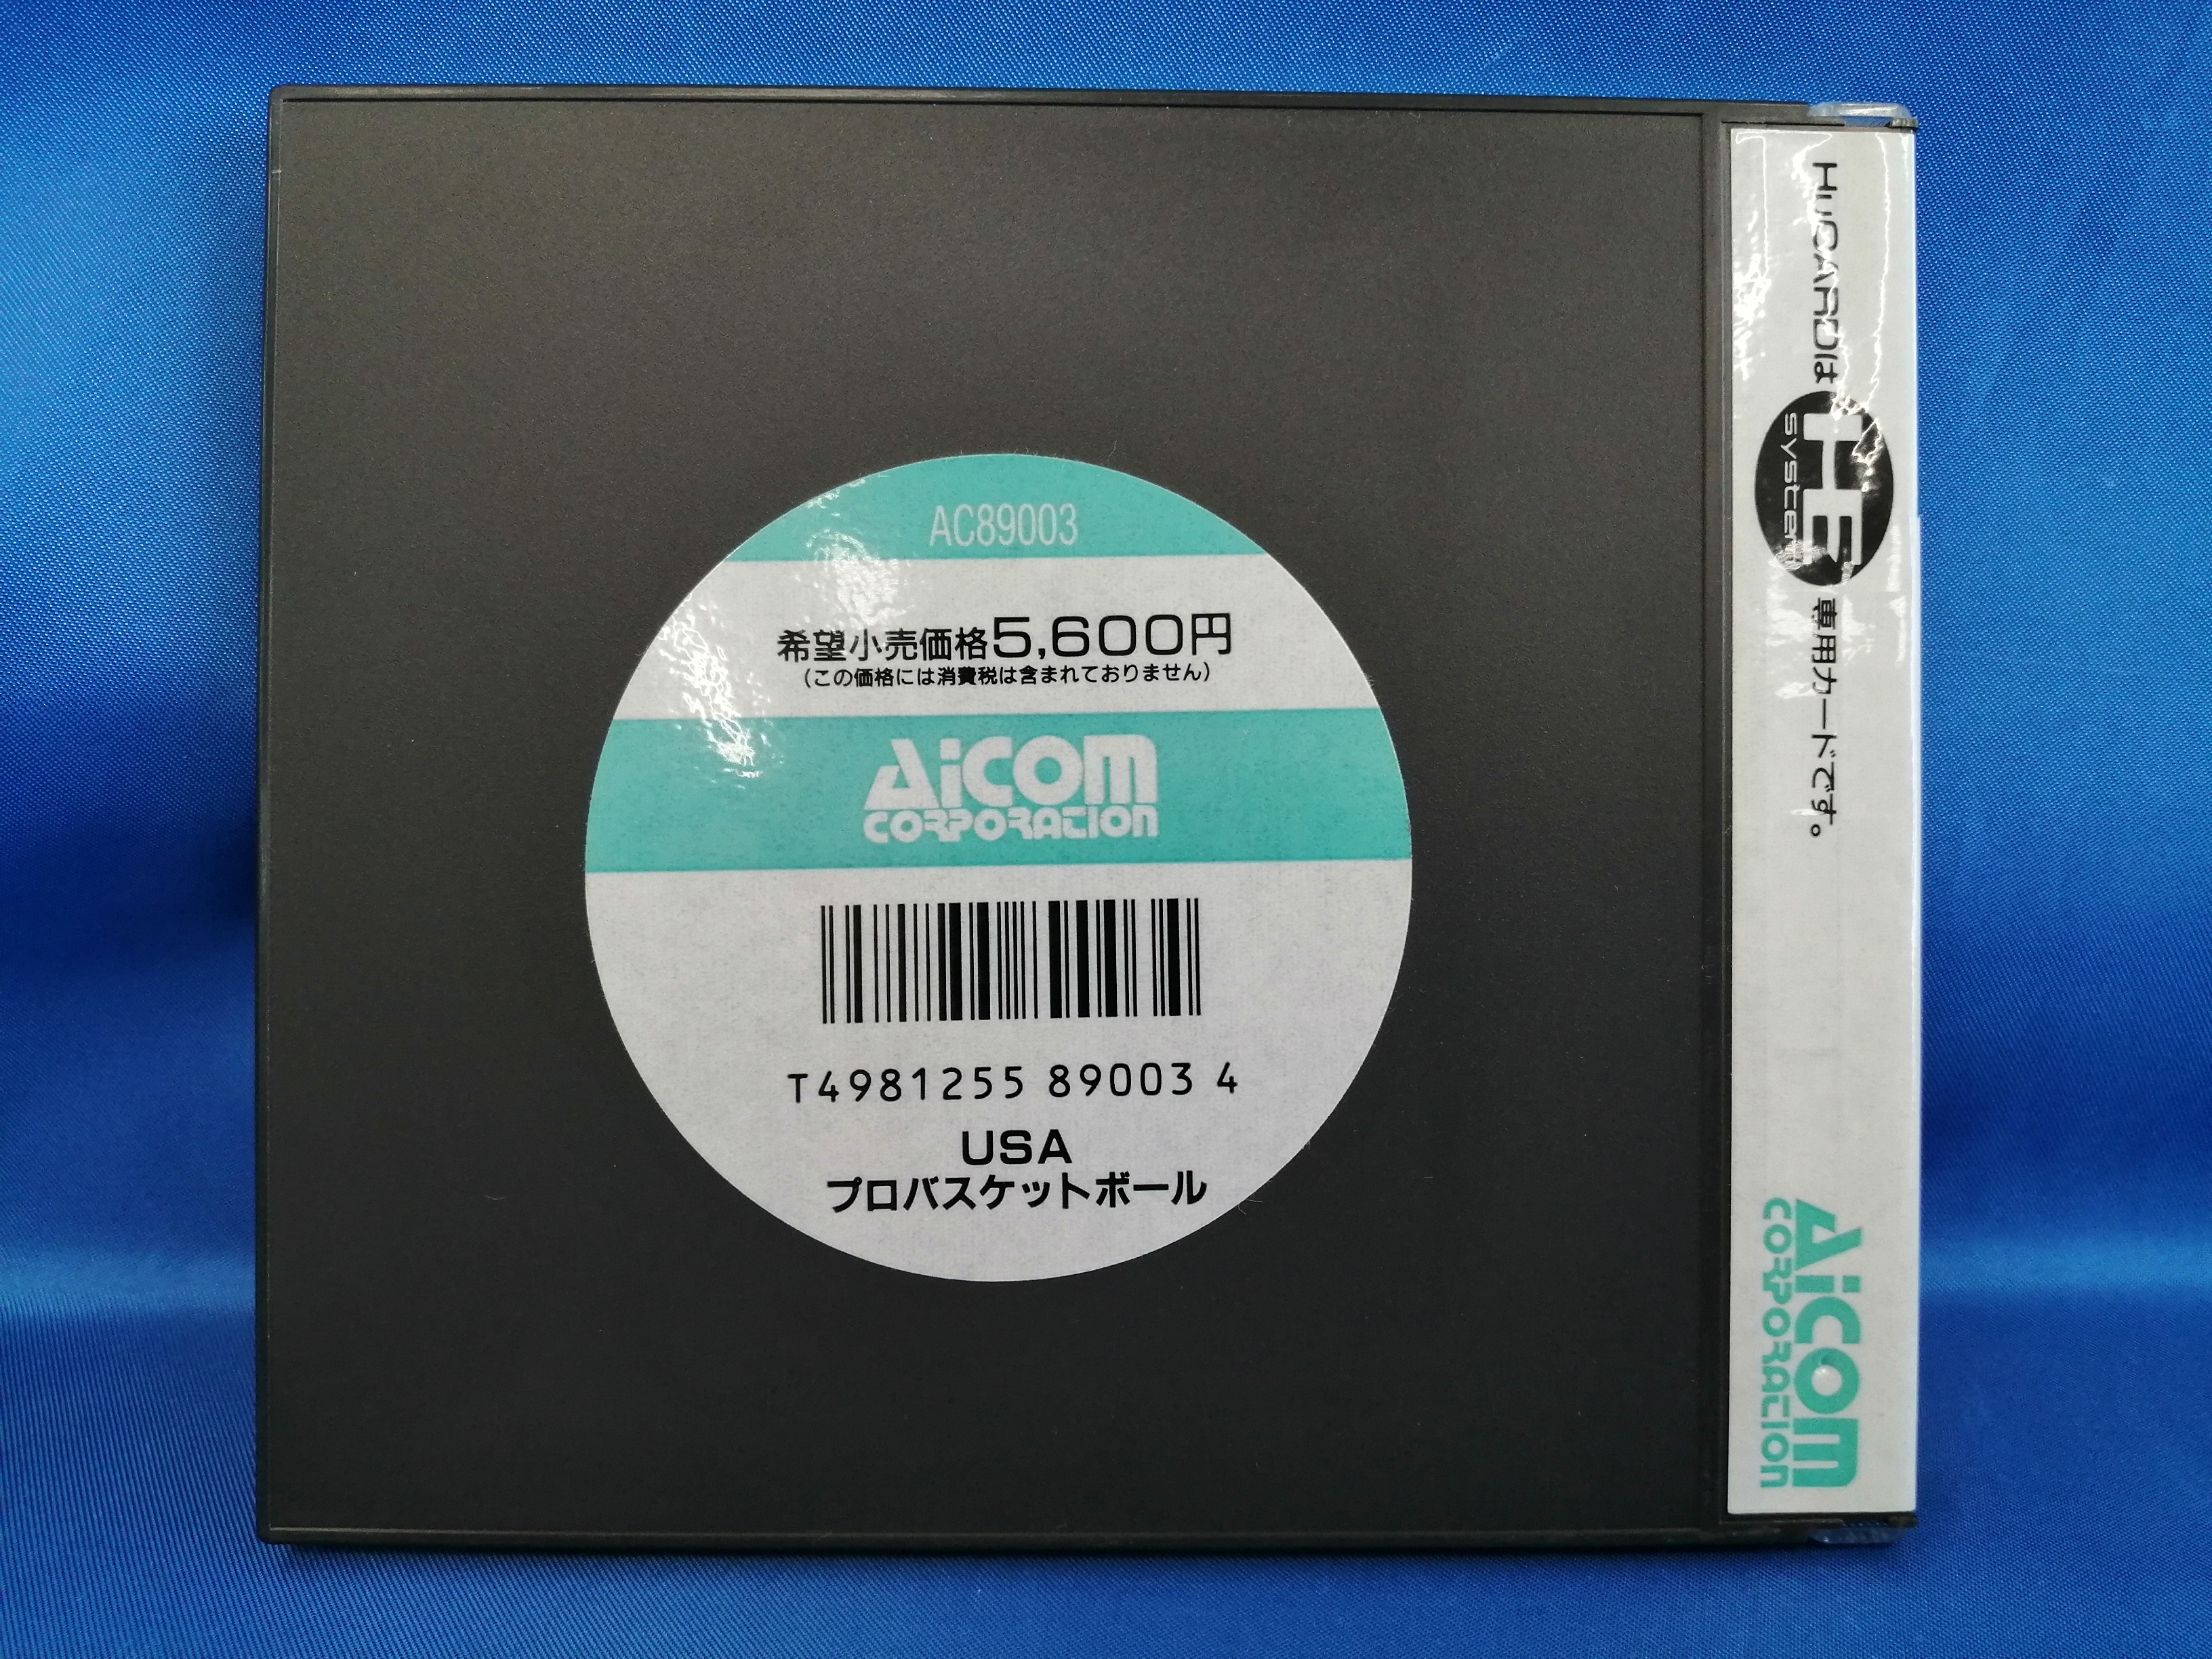 AC89003
希望小売価格5,600円
(この価格には消費税は含まれておりません)
AiCOM
CORPORATION
T4981255 89003 4
USA
プロバスケットボール
HuCARDは HE system 専用カードです。
AiCOM
CORPORATION